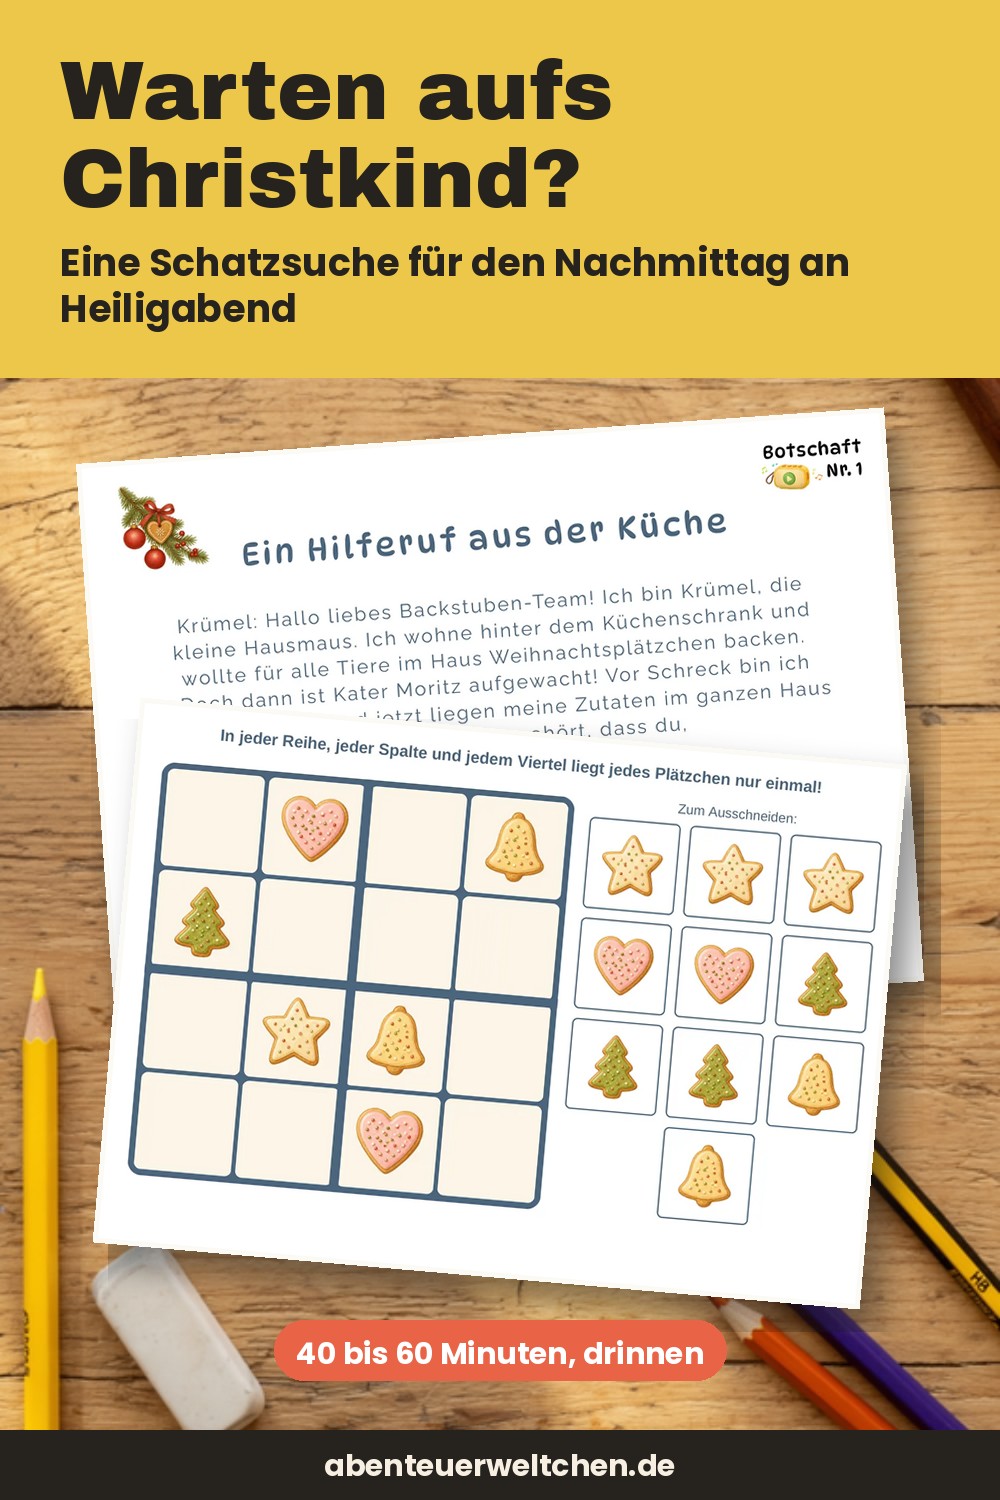 Warten aufs
Christkind?
Eine Schatzsuche für den Nachmittag an
Heiligabend
Botschaft
Nr. 1
Ein Hilferuf aus der Küche
Krümel: Hallo liebes Backstuben-Team! Ich bin Krümel, die
kleine Hausmaus. Ich wohne hinter dem Küchenschrank und
wollte für alle Tiere im Haus Weihnachtsplätzchen backen.
Doch dann ist Kater Moritz aufgewacht! Vor Schreck bin ich
jetzt liegen meine Zutaten im ganzen Haus
dass du,
In jeder Reihe, jeder Spalte und jedem Viertel liegt jedes Plätzchen nur einmal!
Zum Ausschneiden:
HB
40 bis 60 Minuten, drinnen
abenteuerweltchen.de